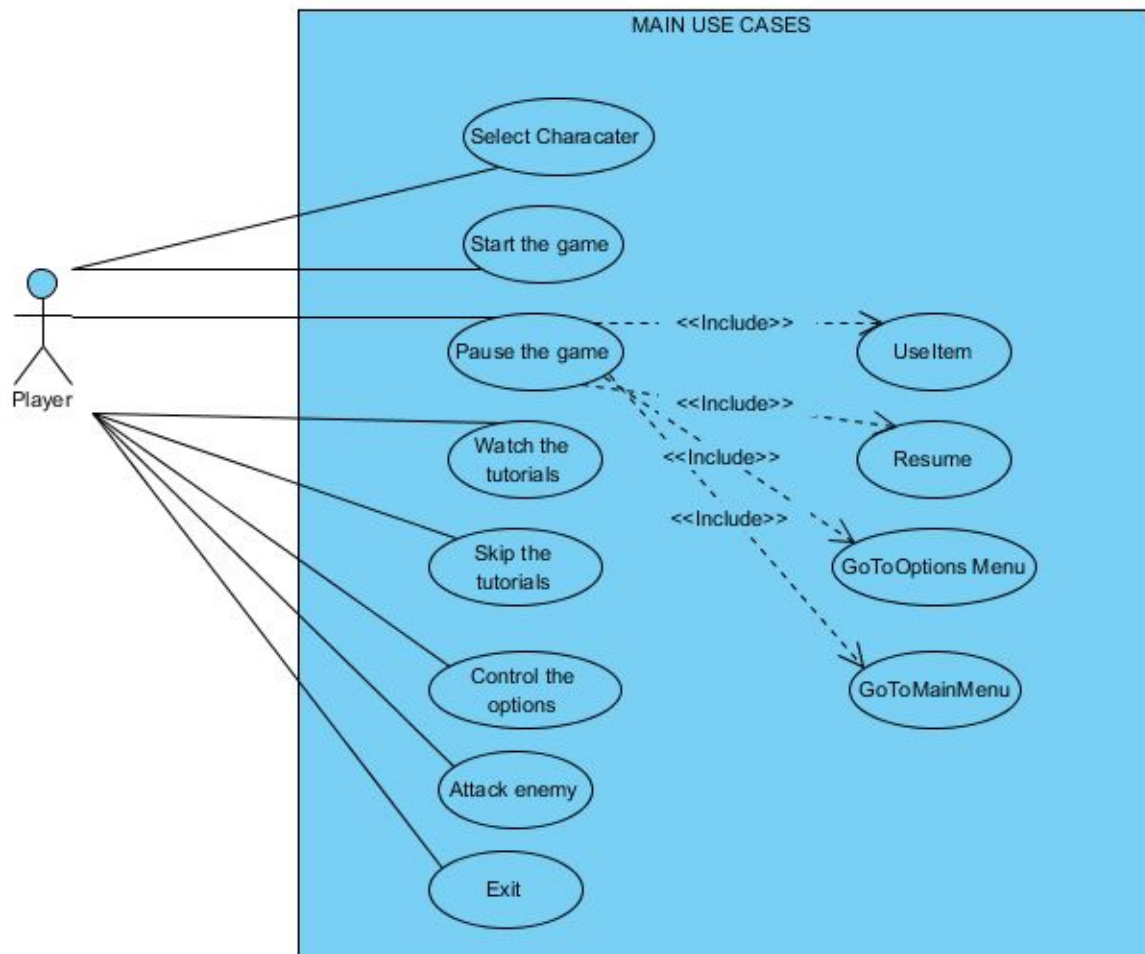 MAIN USE CASES
Select Characater
Start the game
Pause the game
<<Include>>
UseItem
Player
<<Include>>
Watch the
tutorials
<<Include>>
Resume
<<Include>>
Skip the
tutorials
GoToOptions Menu
Control the
options
GoToMainMenu
Attack enemy
Exit